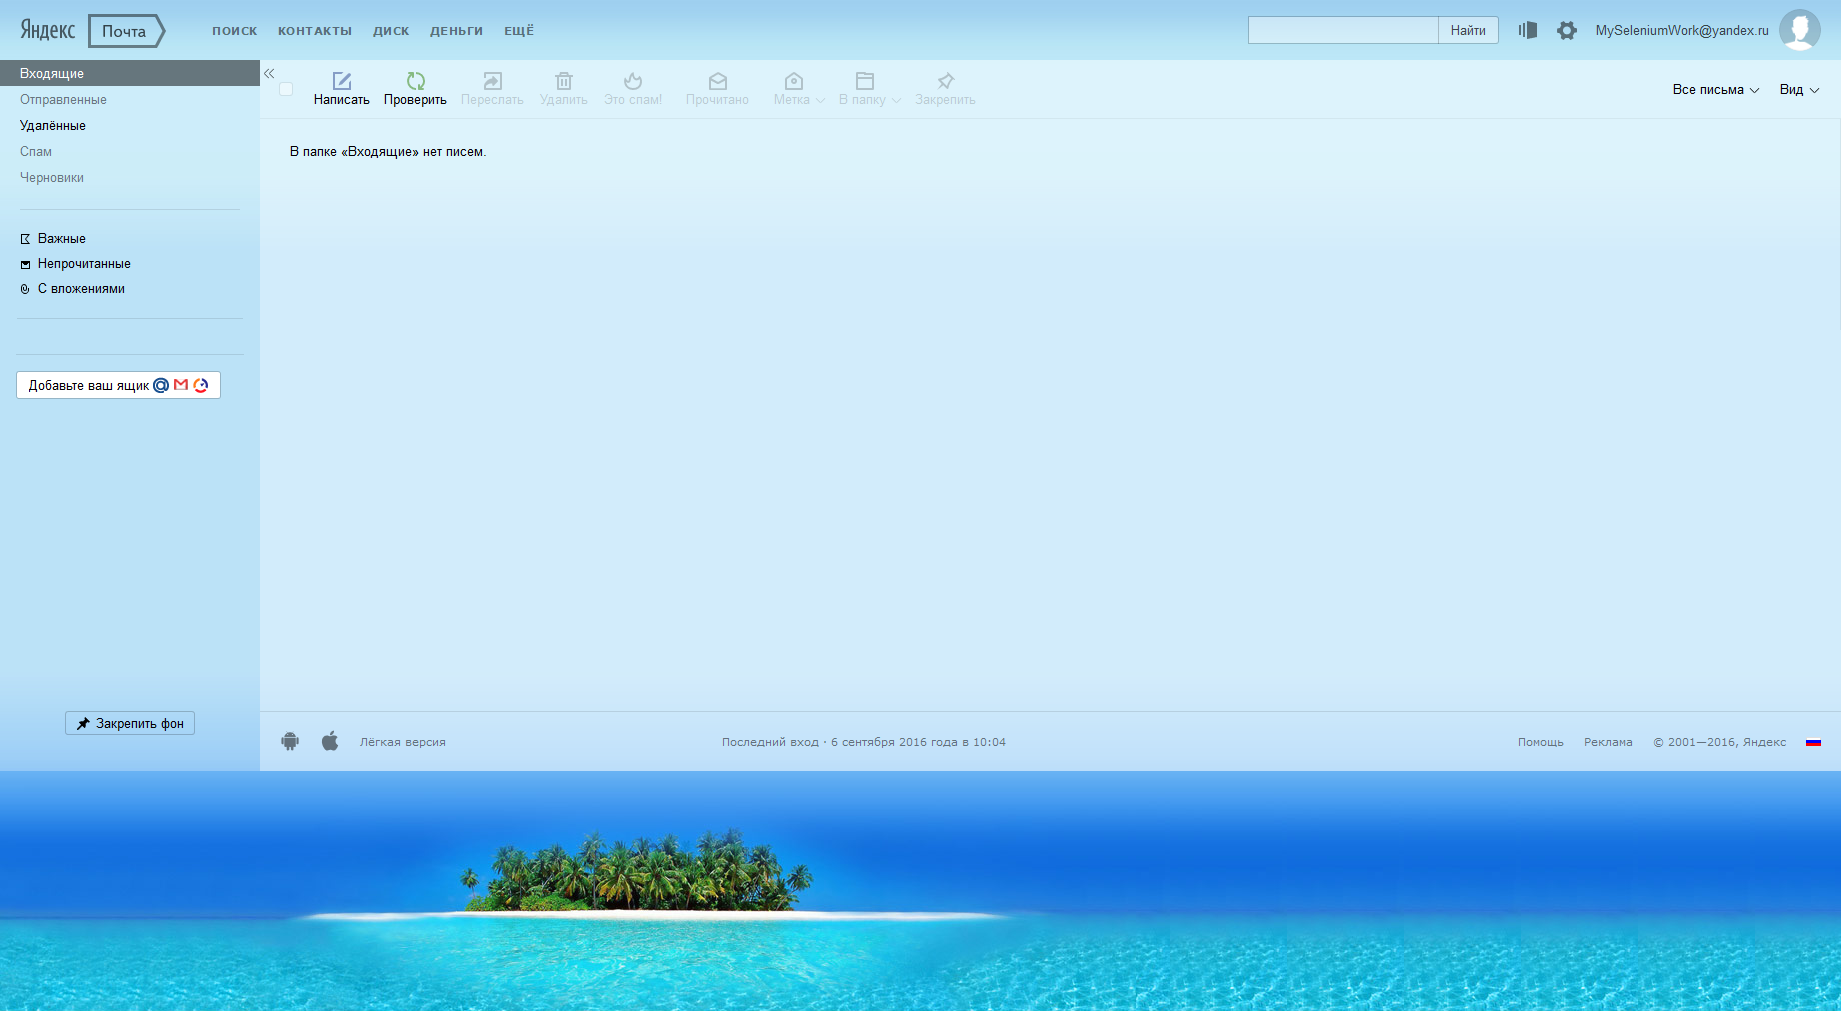 Яндекс Почта ПОИСК КОНТАКТЫ ДИСК ДЕНЬГИ ЕЩЁ Найти MySeleniumWork@yandex.ru
Входящие
Отправленные
Удалённые
Спам
Черновики
Важные
Непрочитанные
С вложениями
Добавьте ваш ящик
Закрепить фон
Написать Проверить Переслать Удалить Это спам! Прочитано Метка В папку Закрепить Все письма Вид
В папке «Входящие» нет писем.
Лёгкая версия Последний вход · 6 сентября 2016 года в 10:04 Помощь Реклама © 2001—2016, Яндекс